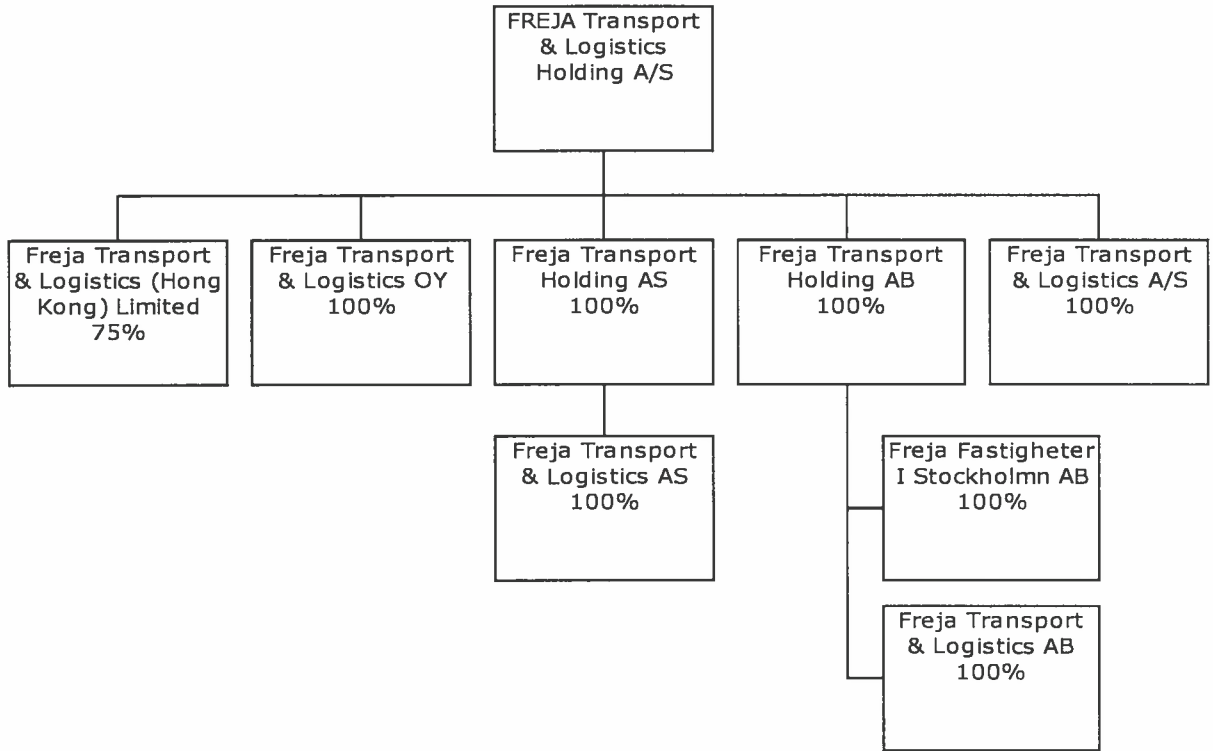 FREJA Transport
& Logistics
Holding A/S
Freja Transport
& Logistics (Hong
Kong) Limited
75%
Freja Transport
& Logistics OY
100%
Freja Transport
Holding AS
100%
Freja Transport
Holding AB
100%
Freja Transport
& Logistics A/S
100%
Freja Transport
& Logistics AS
100%
Freja Fastigheter
I Stockholmn AB
100%
Freja Transport
& Logistics AB
100%